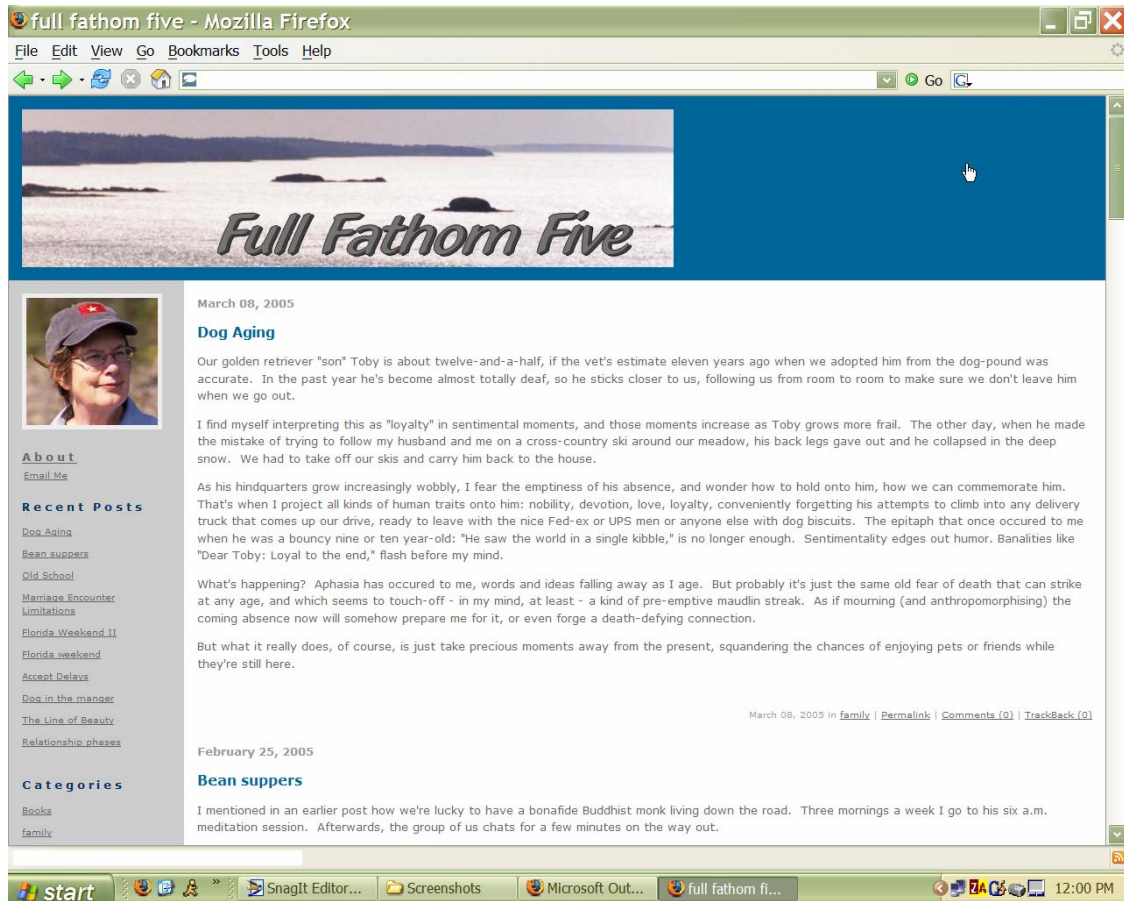 full fathom five - Mozilla Firefox
File Edit View Go Bookmarks Tools Help
Go
Full Fathom Five
About
Email Me
Recent Posts
Dog Aging
Bean suppers
Old School
Marriage Encounter
Limitations
Florida Weekend II
Florida weekend
Accept Delays
Dog in the manger
The Line of Beauty
Relationship phases
Categories
Books
family
March 08, 2005
Dog Aging
Our golden retriever "son" Toby is about twelve-and-a-half, if the vet's estimate eleven years ago when we adopted him from the dog-pound was
accurate. In the past year he's become almost totally deaf, so he sticks closer to us, following us from room to room to make sure we don't leave him
when we go out.
I find myself interpreting this as "loyalty" in sentimental moments, and those moments increase as Toby grows more frail. The other day, when he made
the mistake of trying to follow my husband and me on a cross-country ski around our meadow, his back legs gave out and he collapsed in the deep
snow. We had to take off our skis and carry him back to the house.
As his hindquarters grow increasingly wobbly, I fear the emptiness of his absence, and wonder how to hold onto him, how we can commemorate him.
That's when I project all kinds of human traits onto him: nobility, devotion, love, loyalty, conveniently forgetting his attempts to climb into any delivery
truck that comes up our drive, ready to leave with the nice Fed-ex or UPS men or anyone else with dog biscuits. The epitaph that once occured to me
when he was a bouncy nine or ten year-old: "He saw the world in a single kibble," is no longer enough. Sentimentality edges out humor. Banalities like
"Dear Toby: Loyal to the end," flash before my mind.
What's happening? Aphasia has occured to me, words and ideas falling away as I age. But probably it's just the same old fear of death that can strike
at any age, and which seems to touch-off - in my mind, at least - a kind of pre-emptive maudlin streak. As if mourning (and anthropomorphising) the
coming absence now will somehow prepare me for it, or even forge a death-defying connection.
But what it really does, of course, is just take precious moments away from the present, squandering the chances of enjoying pets or friends while
they're still here.
March 08, 2005 in family | Permalink | Comments (0) | TrackBack (0)
February 25, 2005
Bean suppers
I mentioned in an earlier post how we're lucky to have a bonafide Buddhist monk living down the road. Three mornings a week I go to his six a.m.
meditation session. Afterwards, the group of us chats for a few minutes on the way out.
start
SnagIt Editor...
Screenshots
Microsoft Out...
full fathom fi...
12:00 PM